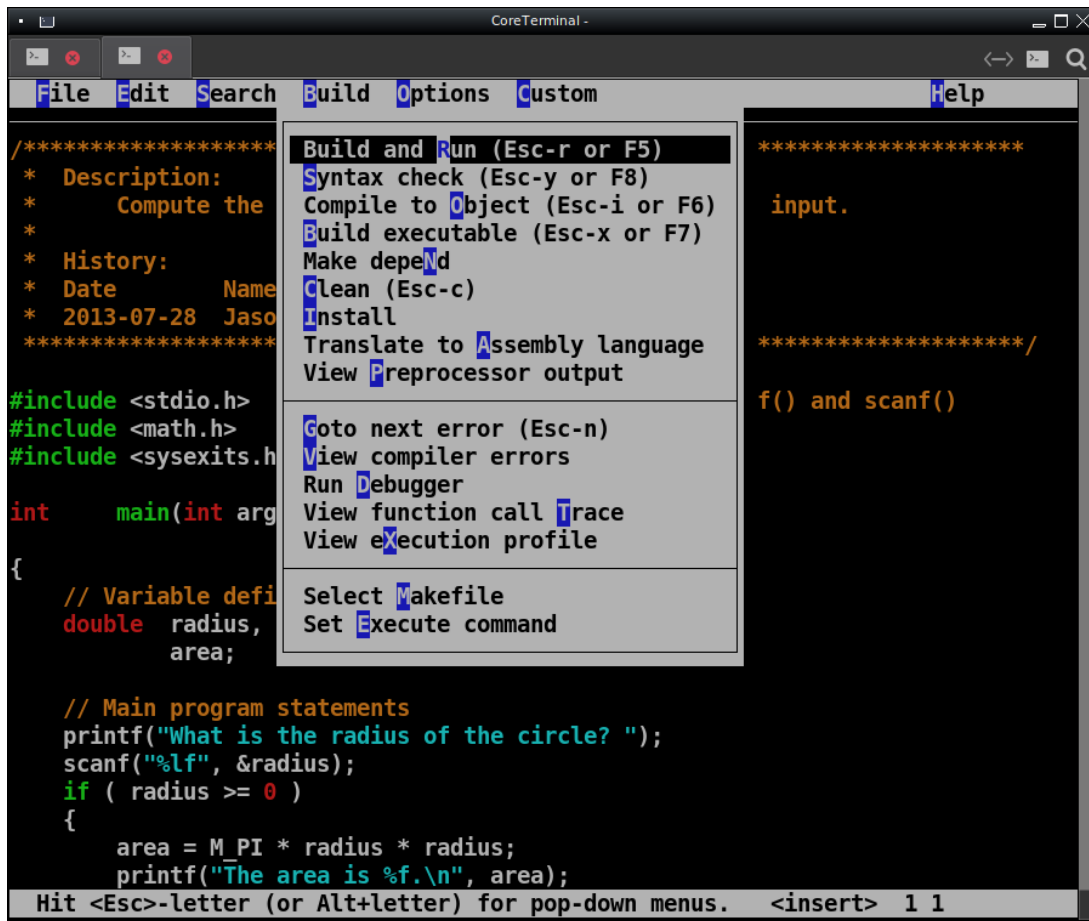 CoreTerminal -
File Edit Search Build Options Custom Help
/******************* ********************
* Description:
* Compute the input.
*
* History:
* Date Name
* 2013-07-28 Jaso
******************* ********************/
#include <stdio.h> f() and scanf()
#include <math.h>
#include <sysexits.h
int main(int arg
{
// Variable defi
double radius,
area;
Build and Run (Esc-r or F5)
Syntax check (Esc-y or F8)
Compile to Object (Esc-i or F6)
Build executable (Esc-x or F7)
Make depeNd
Clean (Esc-c)
Install
Translate to Assembly language
View Preprocessor output
Goto next error (Esc-n)
View compiler errors
Run Debugger
View function call Trace
View eXecution profile
Select Makefile
Set Execute command
// Main program statements
printf("What is the radius of the circle? ");
scanf("%lf", &radius);
if ( radius >= 0 )
{
area = M_PI * radius * radius;
printf("The area is %f.\n", area);
Hit <Esc>-letter (or Alt+letter) for pop-down menus. <insert> 1 1